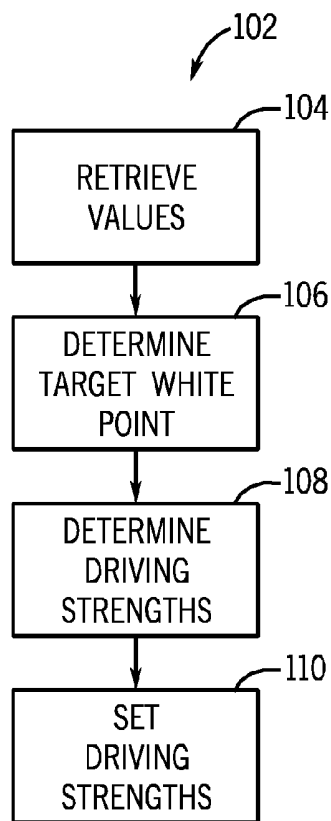 102
104
RETRIEVE
VALUES
106
DETERMINE
TARGET WHITE
POINT
108
DETERMINE
DRIVING
STRENGTHS
110
SET
DRIVING
STRENGTHS